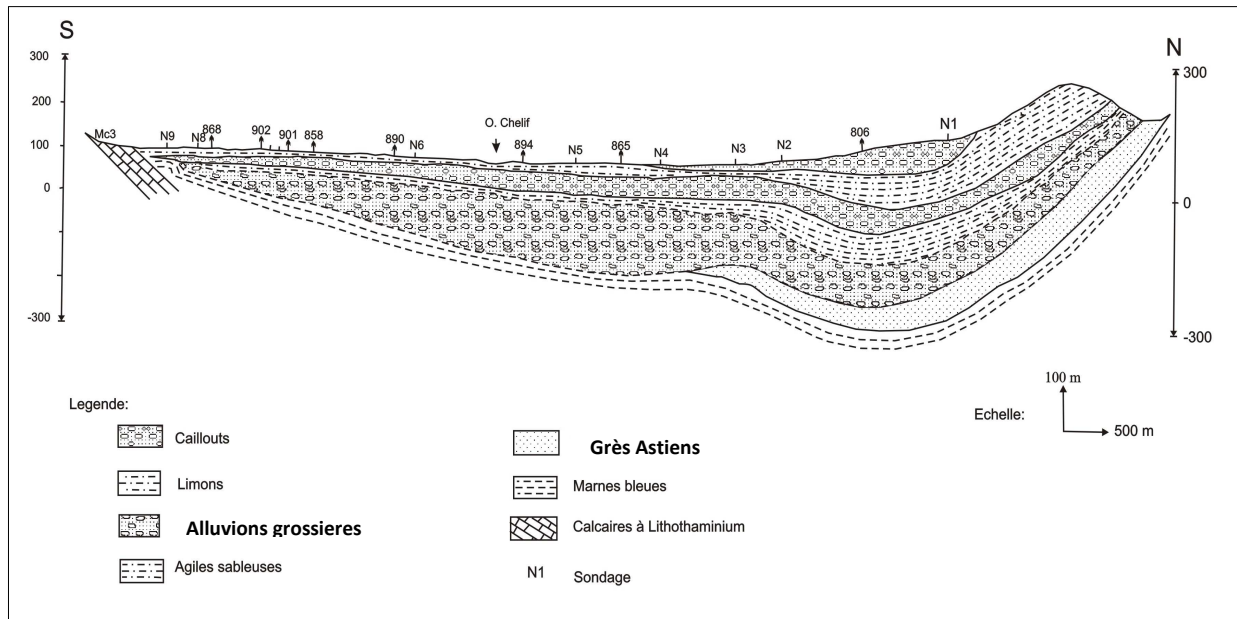 S
N
300
200
100
0
-300
300
0
-300
Mc3
N9
N8
868
902
901
858
890
N6
O. Chelif
894
N5
865
N4
N3
N2
806
N1
100 m
Echelle:
500 m
Legende:
Caillouts
Limons
Alluvions grossieres
Agiles sableuses
Grès Astiens
Marnes bleues
Calcaires à Lithothaminium
N1
Sondage